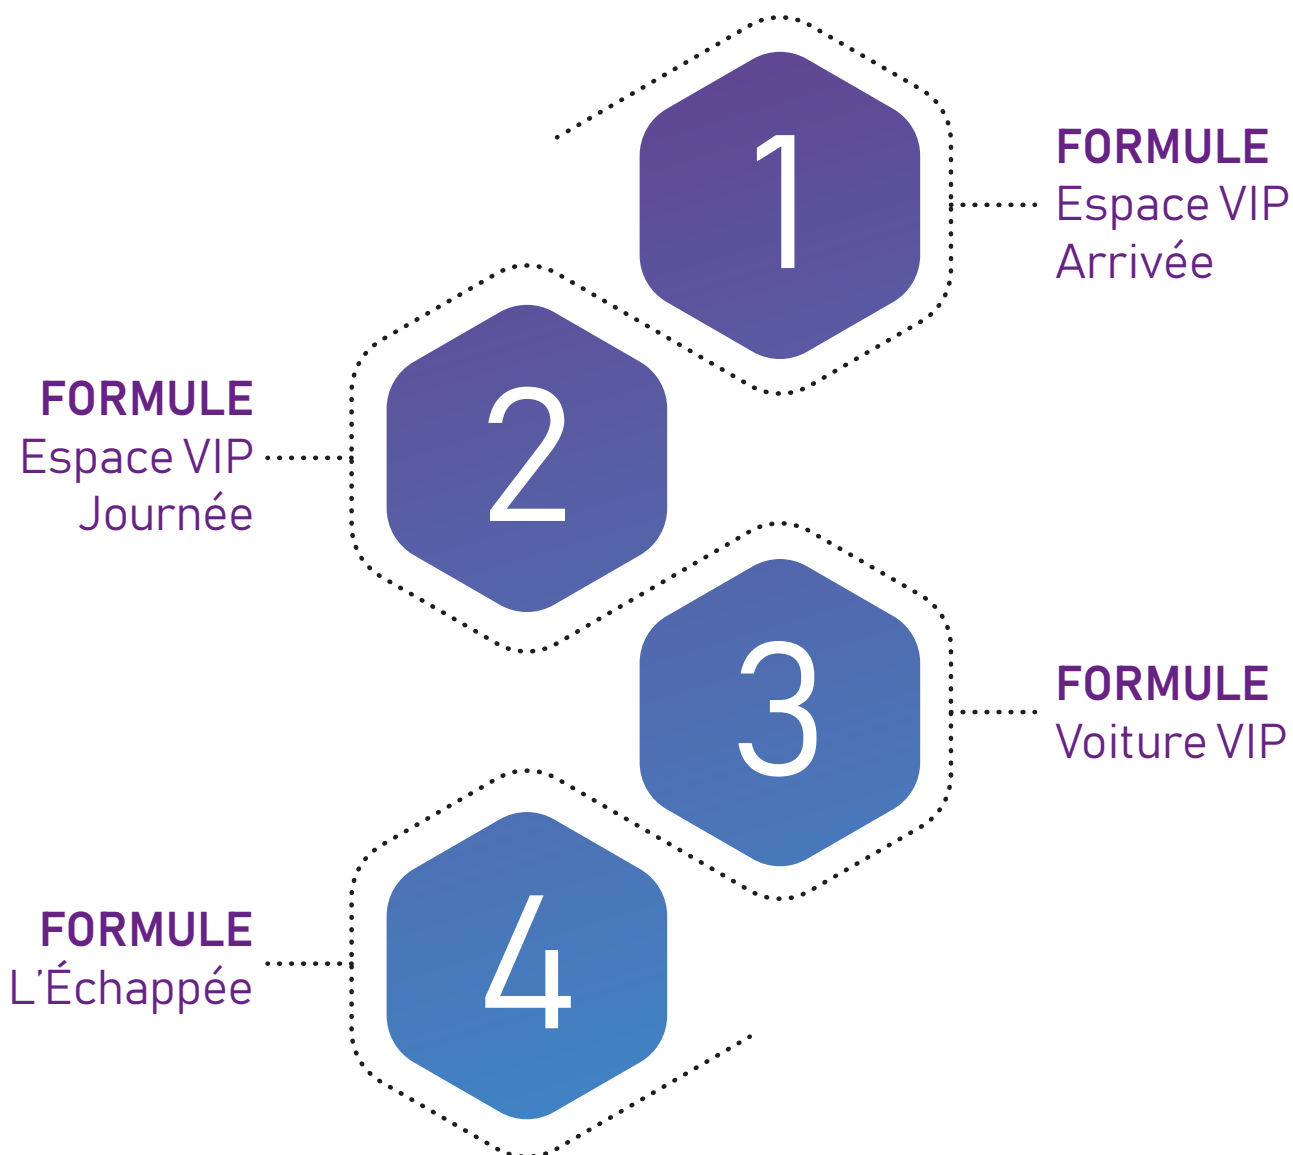 1
FORMULE
Espace VIP
Arrivée
2
FORMULE
Espace VIP
Journée
3
FORMULE
Voiture VIP
4
FORMULE
L'Échappée